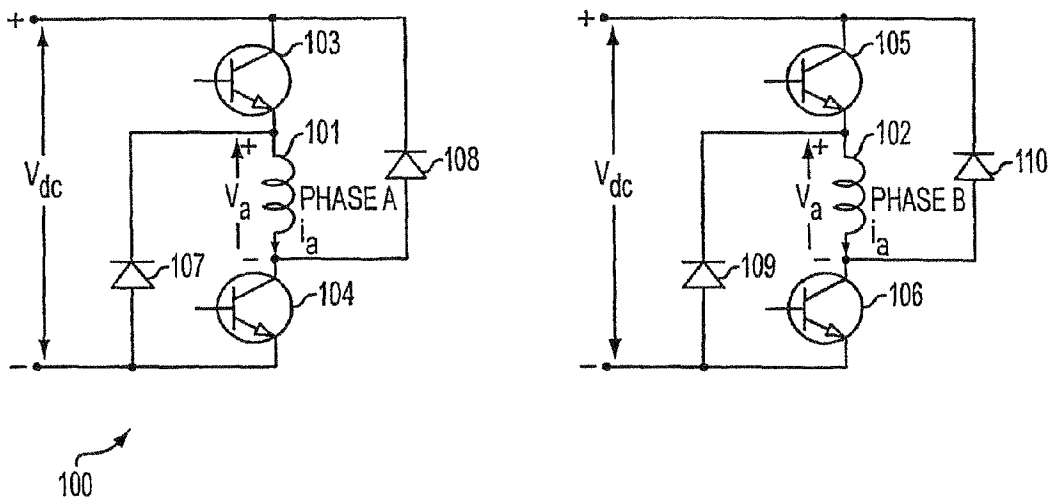 +
103
101
+
V_dc
V_a
PHASE A
i_a
-
108
107
104
-
+
105
102
+
V_dc
V_a
PHASE B
i_a
-
110
109
106
-
100